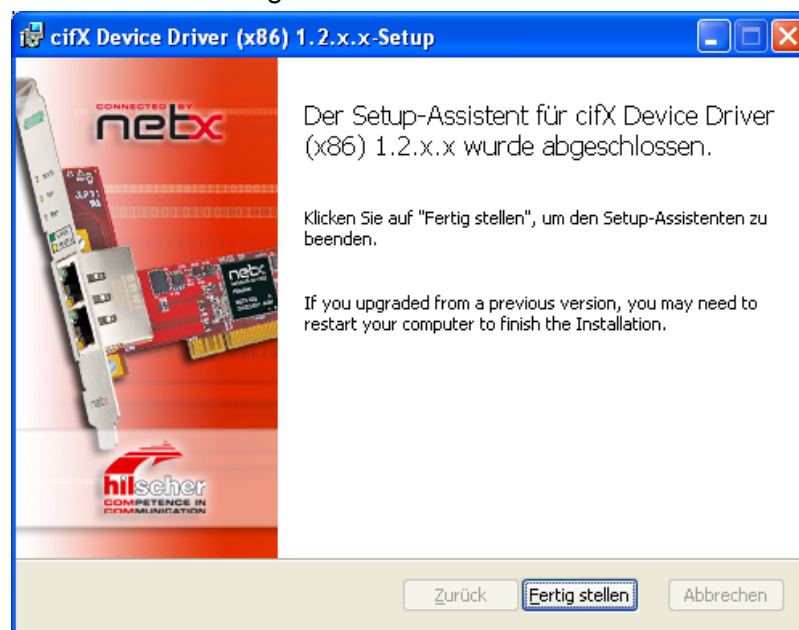 cifX Device Driver (x86) 1.2.x.x-Setup
CONNECTED BY
netx
Der Setup-Assistent für cifX Device Driver
(x86) 1.2.x.x wurde abgeschlossen.
Klicken Sie auf "Fertig stellen", um den Setup-Assistenten zu
beenden.
If you upgraded from a previous version, you may need to
restart your computer to finish the Installation.
netx
hilscher
COMPETENCE IN
COMMUNICATION
Zurück
Fertig stellen
Abbrechen